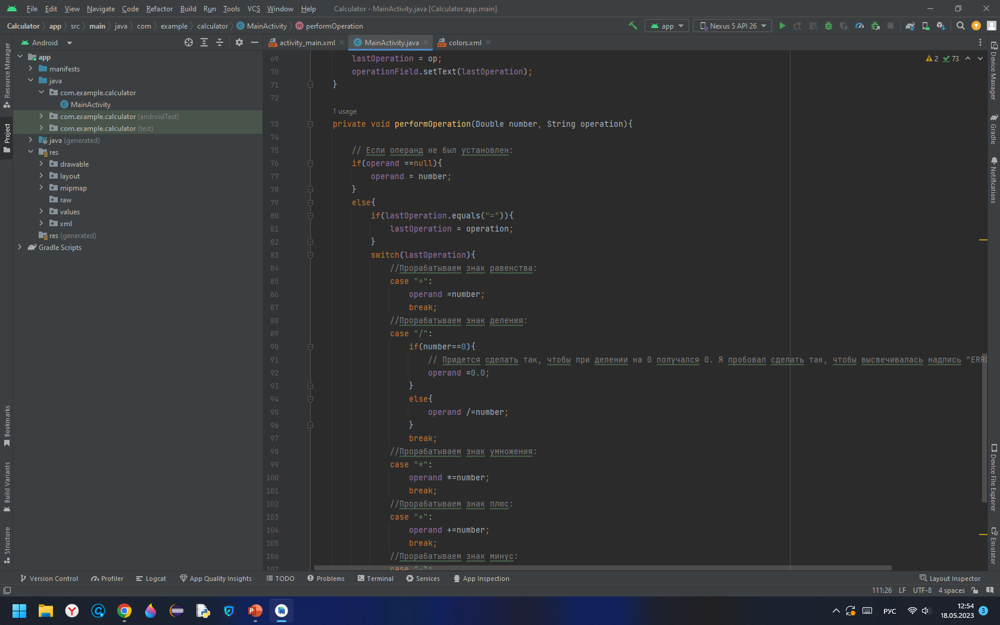 File Edit View Navigate Code Refactor Build Run Tools VCS Window Help Calculator - MainActivity.java [Calculator.app.main]
Calculator app src main java com example calculator MainActivity performOperation app Nexus 5 API 26
Android
activity_main.xml MainActivity.java colors.xml
app
manifests
java
com.example.calculator
MainActivity
com.example.calculator (androidTest)
com.example.calculator (test)
java (generated)
res
drawable
layout
mipmap
raw
values
xml
res (generated)
Gradle Scripts
Resource Manager
Project
Bookmarks
Build Variants
Structure
2 73
69 lastOperation = op;
70 operationField.setText(lastOperation);
71 }
72
1 usage
73 private void performOperation(Double number, String operation){
74
75 // Если операнд не был установлен:
76 if(operand ==null){
77 operand = number;
78 }
79 else{
80 if(lastOperation.equals("=")){
81 lastOperation = operation;
82 }
83 switch(lastOperation){
84 //Прорабатываем знак равенства:
85 case "=":
86 operand =number;
87 break;
88 //Прорабатываем знак деления:
89 case "/":
90 if(number==0){
91 // Придется сделать так, чтобы при делении на 0 получался 0. Я пробовал сделать так, чтобы высвечивалась надпись "ERRO
92 operand =0.0;
93 }
94 else{
95 operand /=number;
96 }
97 break;
98 //Прорабатываем знак умножения:
99 case "*":
100 operand *=number;
101 break;
102 //Прорабатываем знак плюс:
103 case "+":
104 operand +=number;
105 break;
106 //Прорабатываем знак минус:
107 case "-":
Device Manager
Gradle
Notifications
Device File Explorer
Emulator
Version Control Profiler Logcat App Quality Insights TODO Problems Terminal Services App Inspection Layout Inspector
111:26 LF UTF-8 4 spaces
РУС
12:54
18.05.2023
3